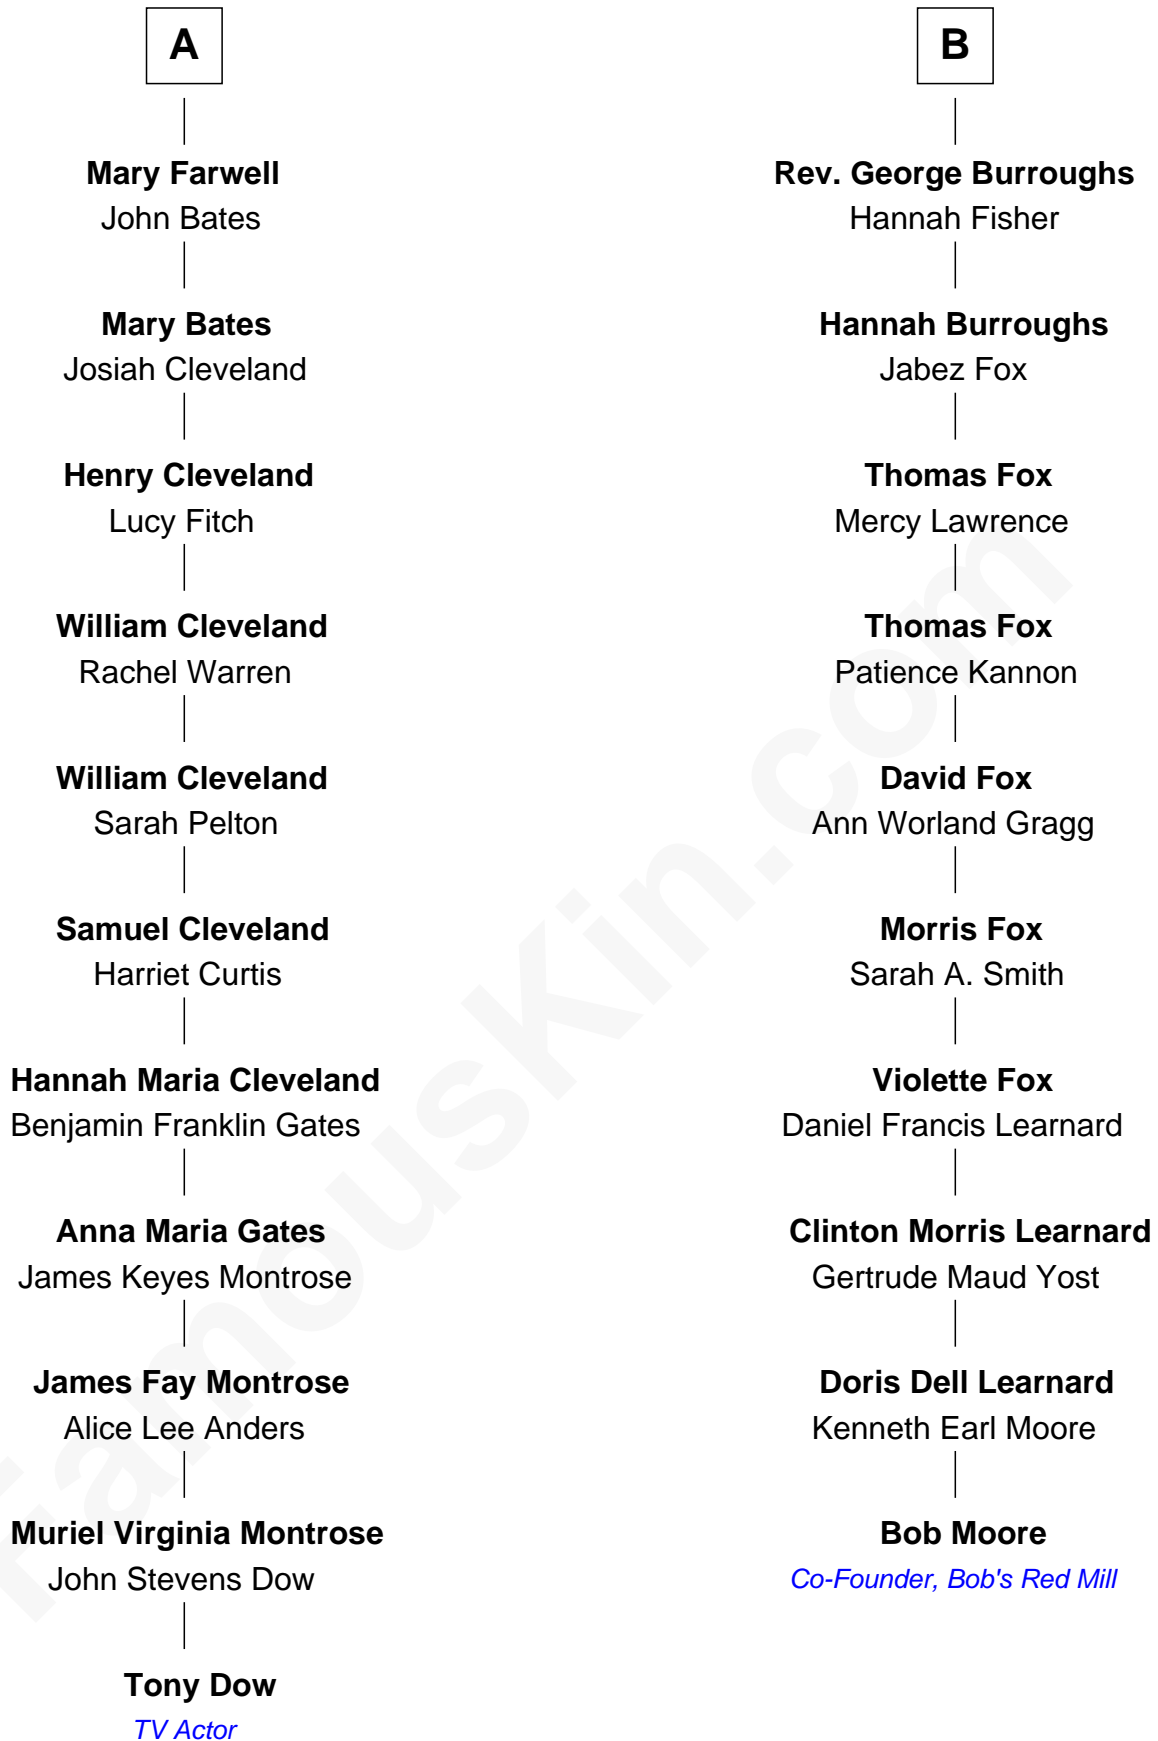 A
Mary Farwell
John Bates
Mary Bates
Josiah Cleveland
Henry Cleveland
Lucy Fitch
William Cleveland
Rachel Warren
William Cleveland
Sarah Pelton
Samuel Cleveland
Harriet Curtis
Hannah Maria Cleveland
Benjamin Franklin Gates
Anna Maria Gates
James Keyes Montrose
James Fay Montrose
Alice Lee Anders
Muriel Virginia Montrose
John Stevens Dow
Tony Dow
TV Actor
B
Rev. George Burroughs
Hannah Fisher
Hannah Burroughs
Jabez Fox
Thomas Fox
Mercy Lawrence
Thomas Fox
Patience Kannon
David Fox
Ann Worland Gragg
Morris Fox
Sarah A. Smith
Violette Fox
Daniel Francis Learnard
Clinton Morris Learnard
Gertrude Maud Yost
Doris Dell Learnard
Kenneth Earl Moore
Bob Moore
Co-Founder, Bob's Red Mill
FamousKin.com